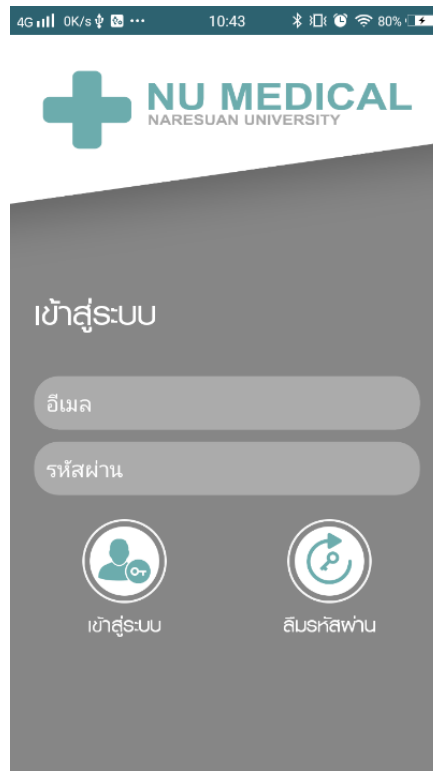 4G 0K/s ... 10:43 80%
NU MEDICAL
NARESUAN UNIVERSITY
เข้าสู่ระบบ
อีเมล
รหัสผ่าน
เข้าสู่ระบบ ลืมรหัสผ่าน